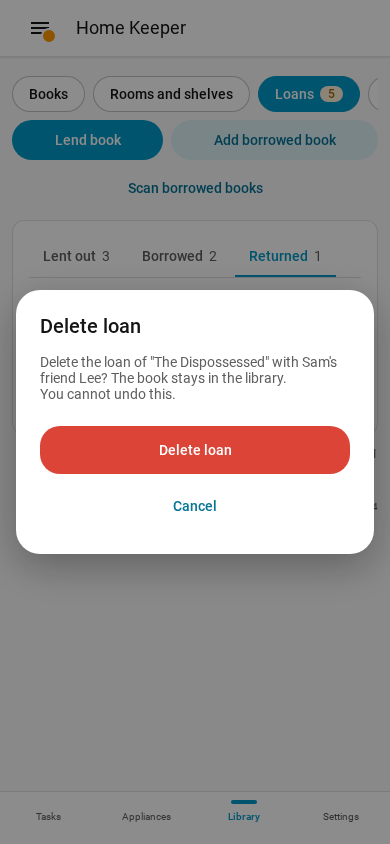 Home Keeper
Books
Rooms and shelves
Loans 5
Lend book
Add borrowed book
Scan borrowed books
Lent out 3
Borrowed 2
Returned 1
Delete loan
Delete the loan of "The Dispossessed" with Sam's
friend Lee? The book stays in the library.
You cannot undo this.
Delete loan
Cancel
Tasks
Appliances
Library
Settings